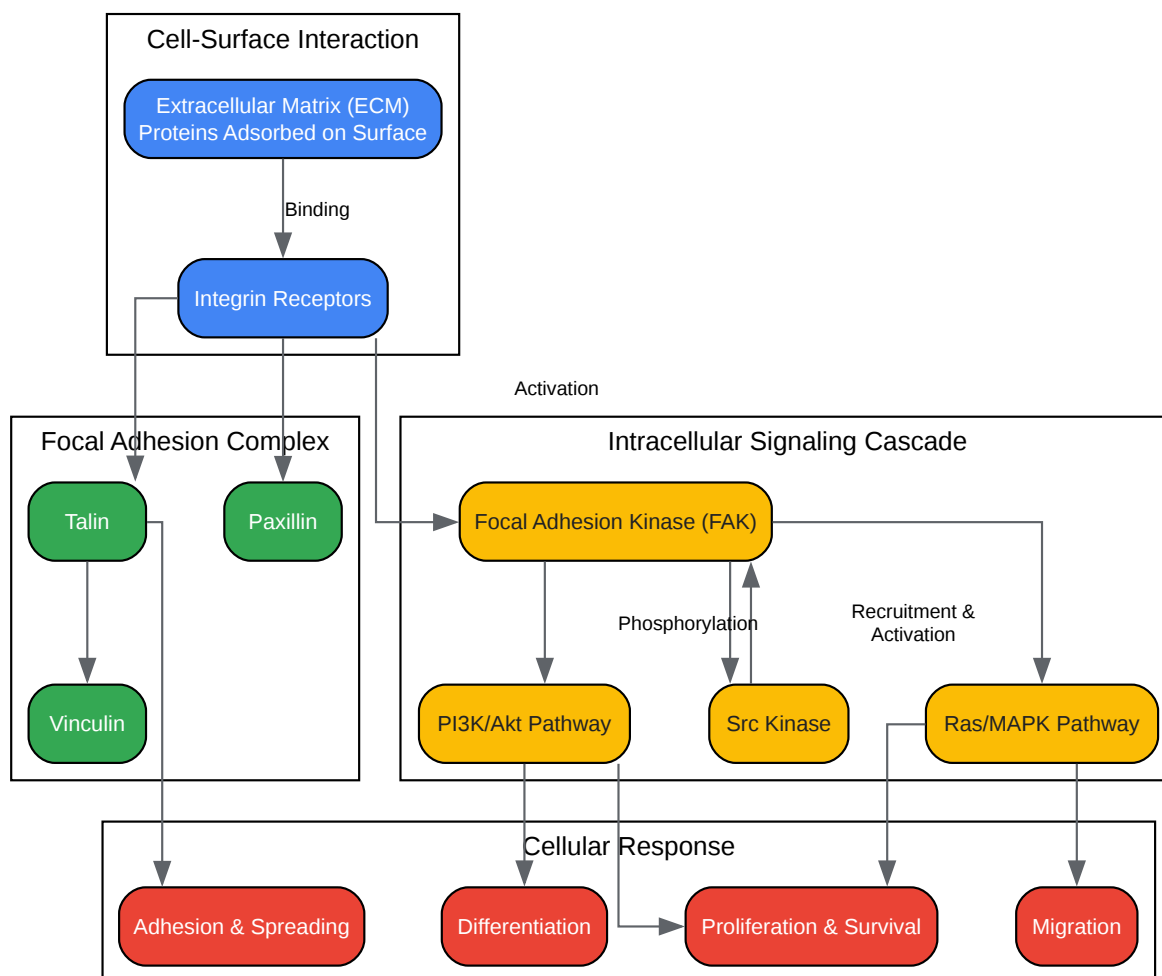 Cell-Surface Interaction
Extracellular Matrix (ECM)
Proteins Adsorbed on Surface
Binding
Integrin Receptors
Activation
Focal Adhesion Complex
Intracellular Signaling Cascade
Talin
Paxillin
Focal Adhesion Kinase (FAK)
Phosphorylation
Recruitment &
Activation
Vinculin
PI3K/Akt Pathway
Src Kinase
Ras/MAPK Pathway
Cellular Response
Adhesion & Spreading
Differentiation
Proliferation & Survival
Migration